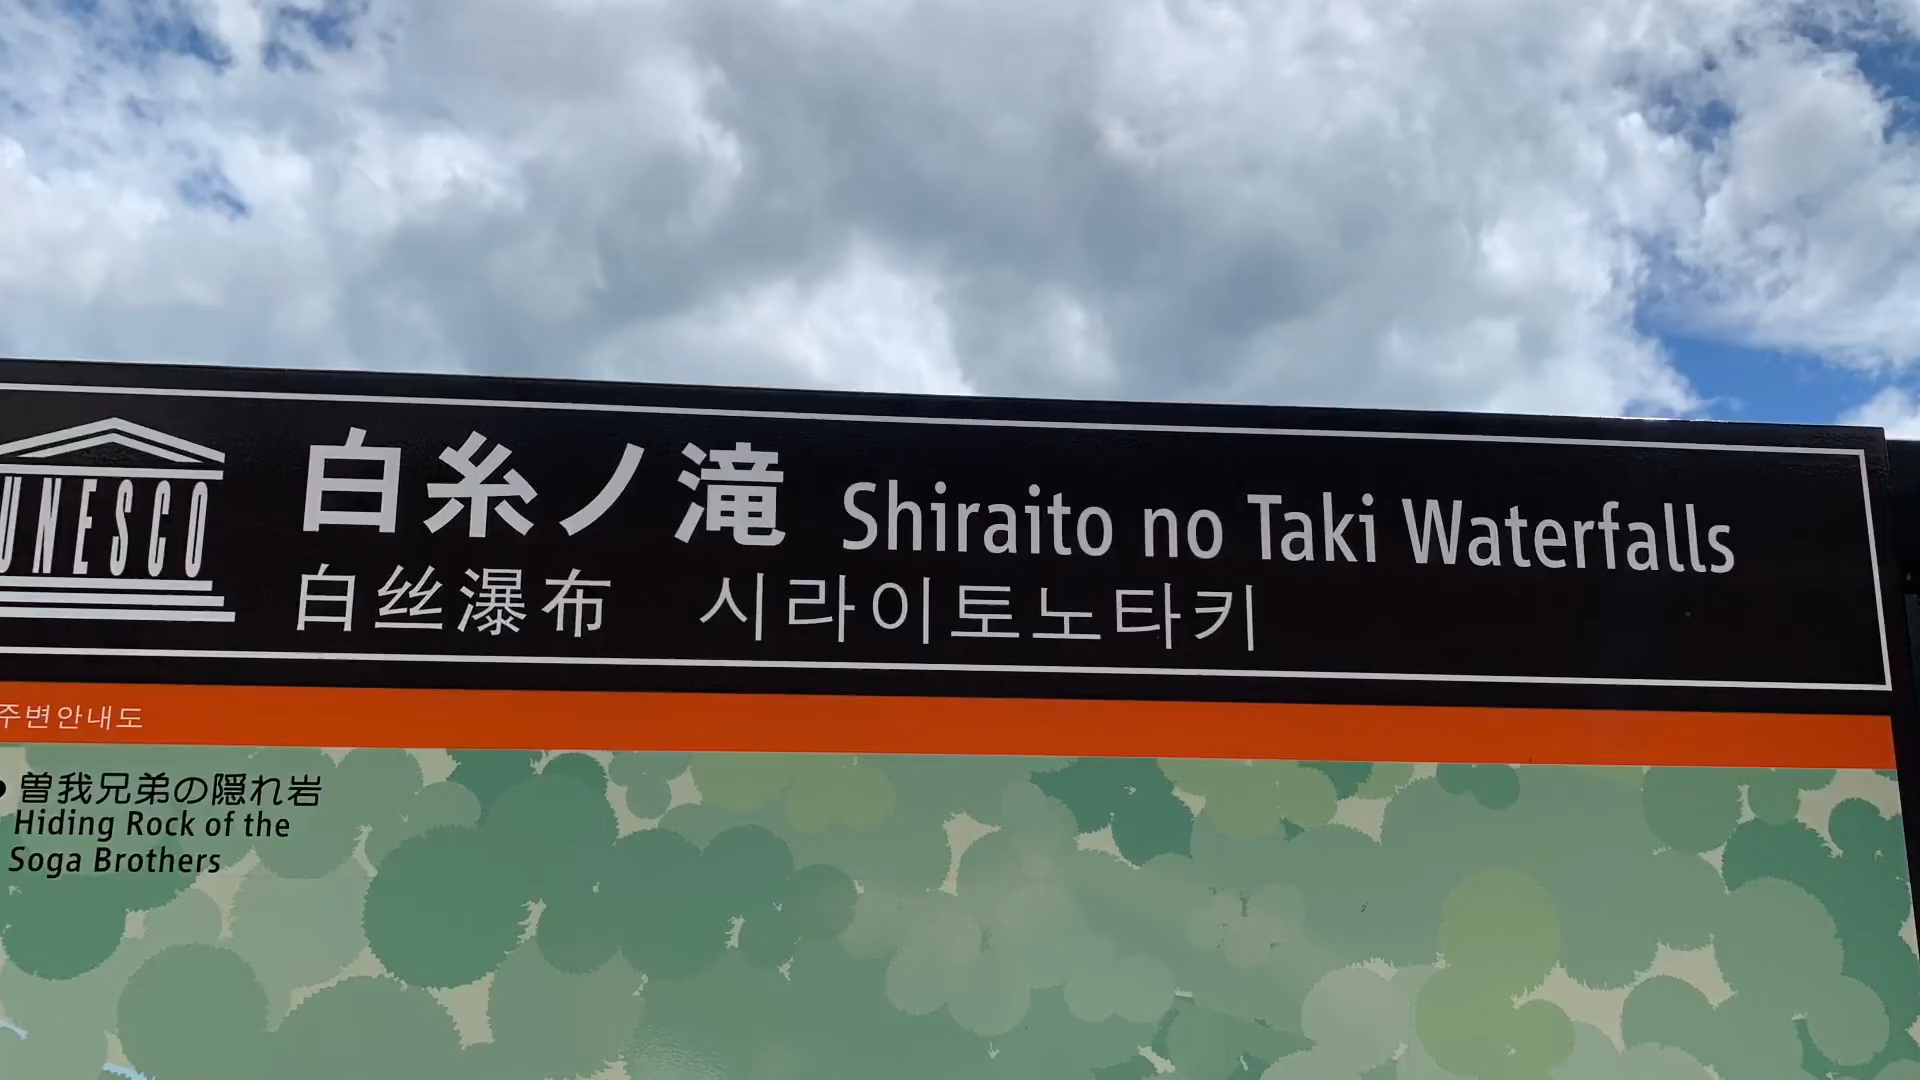 UNESCO
白糸ノ滝 Shiraito no Taki Waterfalls
白丝瀑布 시라이토노타키
주변안내도
曽我兄弟の隠れ岩
Hiding Rock of the
Soga Brothers